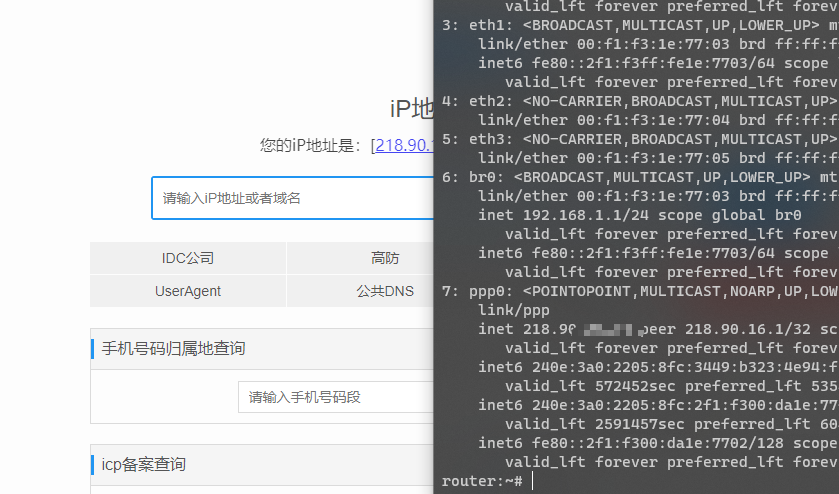 iP地
您的iP地址是：[218.90.
请输入iP地址或者域名
IDC公司
高防
UserAgent
公共DNS
手机号码归属地查询
请输入手机号码段
icp备案查询
valid_lft forever preferred_lft forev
3: eth1: <BROADCAST,MULTICAST,UP,LOWER_UP> mt
link/ether 00:f1:f3:1e:77:03 brd ff:ff:f
inet6 fe80::2f1:f3ff:fe1e:7703/64 scope
valid_lft forever preferred_lft forev
4: eth2: <NO-CARRIER,BROADCAST,MULTICAST,UP>
link/ether 00:f1:f3:1e:77:04 brd ff:ff:f
5: eth3: <NO-CARRIER,BROADCAST,MULTICAST,UP>
link/ether 00:f1:f3:1e:77:05 brd ff:ff:f
6: br0: <BROADCAST,MULTICAST,UP,LOWER_UP> mt
link/ether 00:f1:f3:1e:77:03 brd ff:ff:f
inet 192.168.1.1/24 scope global br0
valid_lft forever preferred_lft forev
inet6 fe80::2f1:f3ff:fe1e:7703/64 scope
valid_lft forever preferred_lft forev
7: ppp0: <POINTOPOINT,MULTICAST,NOARP,UP,LOW
link/ppp
inet 218.90 peer 218.90.16.1/32 sc
valid_lft forever preferred_lft forev
inet6 240e:3a0:2205:8fc:3449:b323:4e94:f
valid_lft 572452sec preferred_lft 535
inet6 240e:3a0:2205:8fc:2f1:f300:da1e:77
valid_lft 2591457sec preferred_lft 60
inet6 fe80::2f1:f300:da1e:7702/128 scope
valid_lft forever preferred_lft forev
router:~#